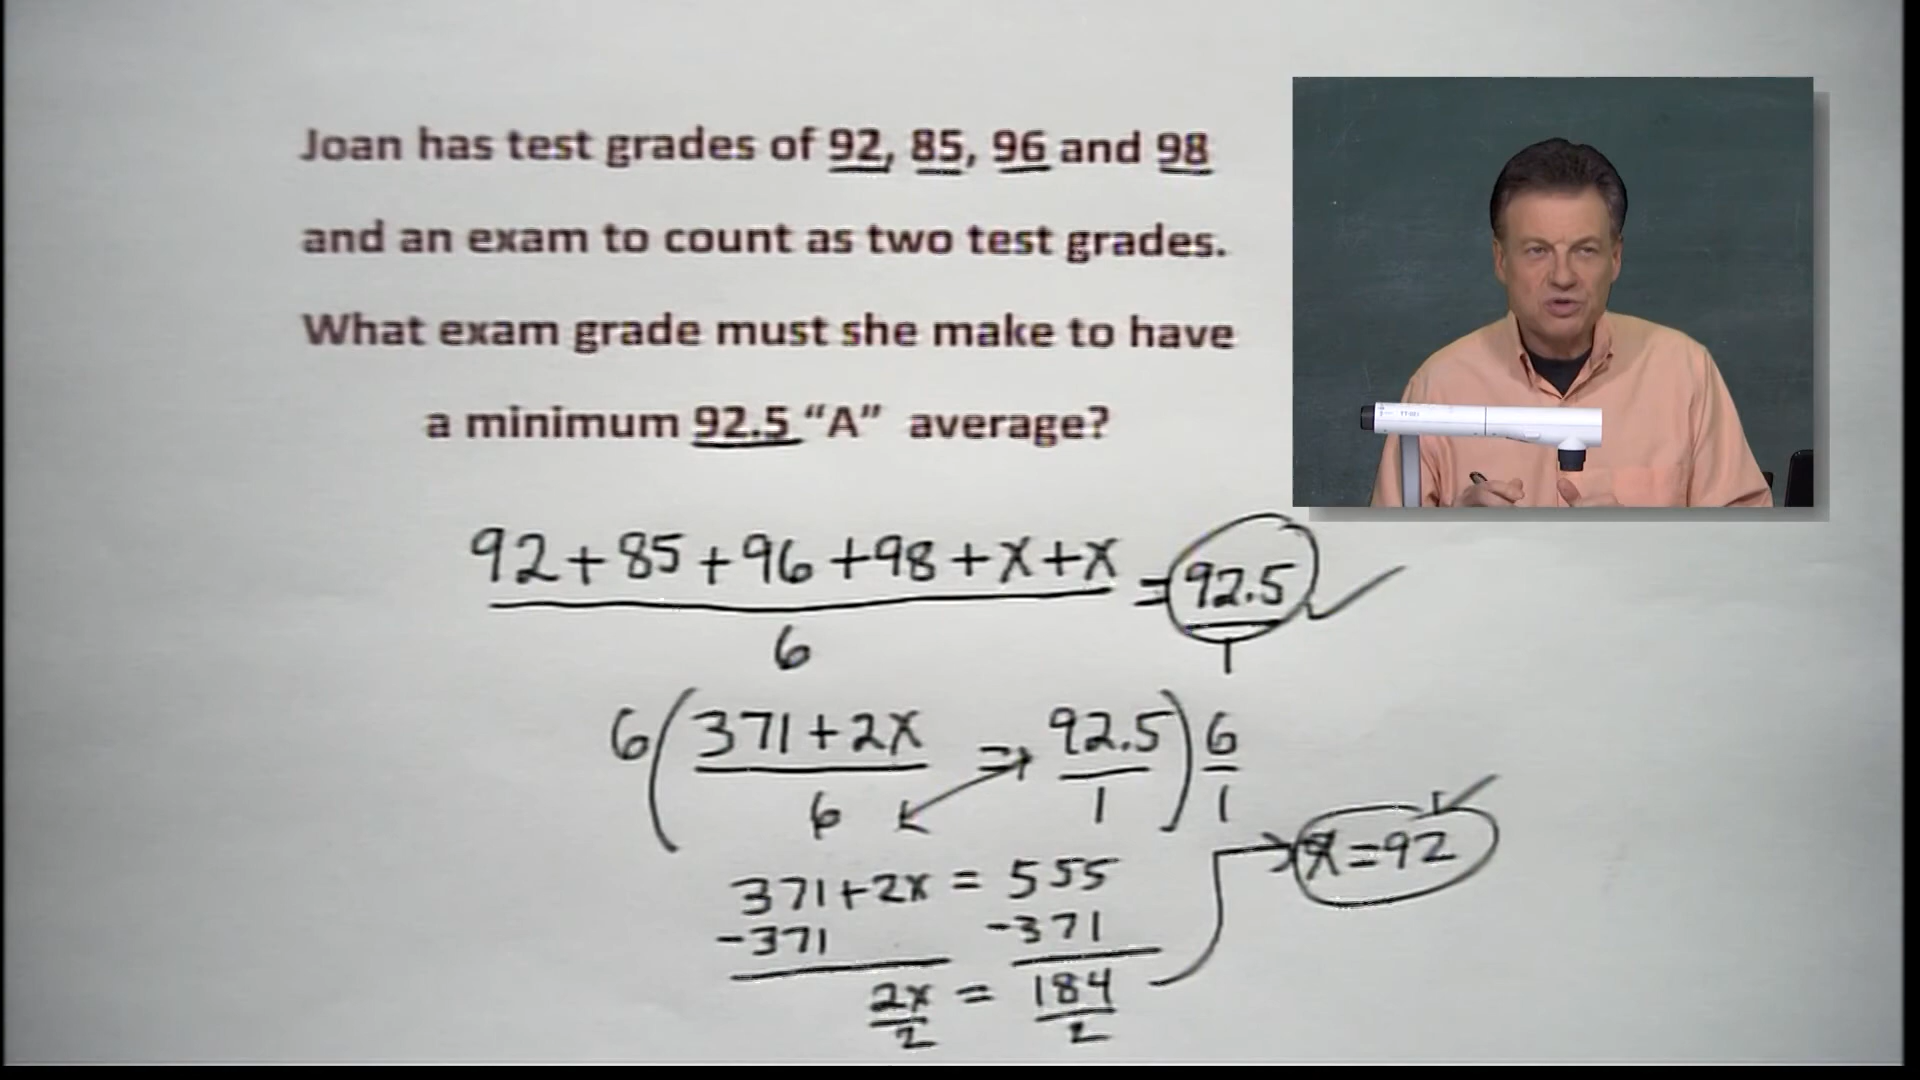 Joan has test grades of 92, 85, 96 and 98
and an exam to count as two test grades.
What exam grade must she make to have
a minimum 92.5 “A” average?
92+85+96+98+x+x = 92.5
6 1
6(371+2x = 92.5) 6
6 1 1
371+2x = 555
-371 -371
2x = 184
2 2
x=92